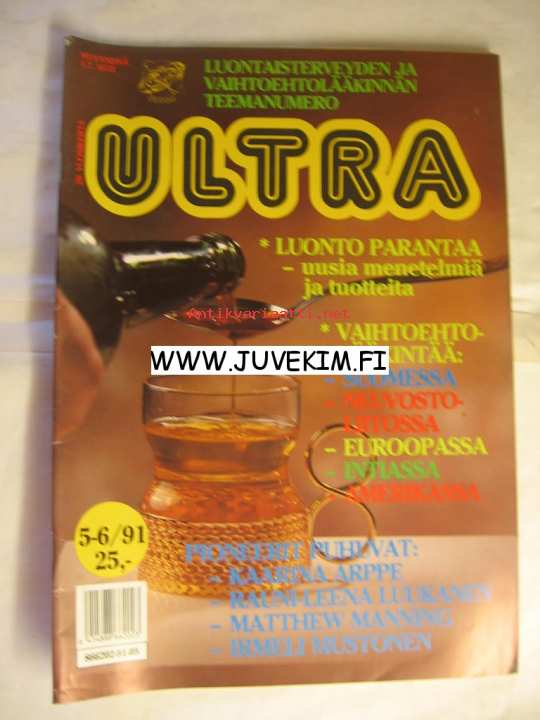 LUONTAISTERVEYDEN JA
VAIHTOEHTOLÄÄKINNÄN
TEEMANUMERO
ULTRA
* LUONTO PARANTAA
– uusia menetelmiä
ja tuotteita
Antikvariaatti.net
* VAIHTOEHTO-
WWW.JUVEKIM.FI
– SUOMESSA
– NEUVOSTO-
LIITOSSA
– EUROOPASSA
– INTIASSA
– AMERIKASSA
5-6/91
25,-
PIONEERIT PUHUVAT:
– KAARINA ARPPE
– RAUNI-LEENA LUUKANEN
– MATTHEW MANNING
– IRMELI MUSTONEN